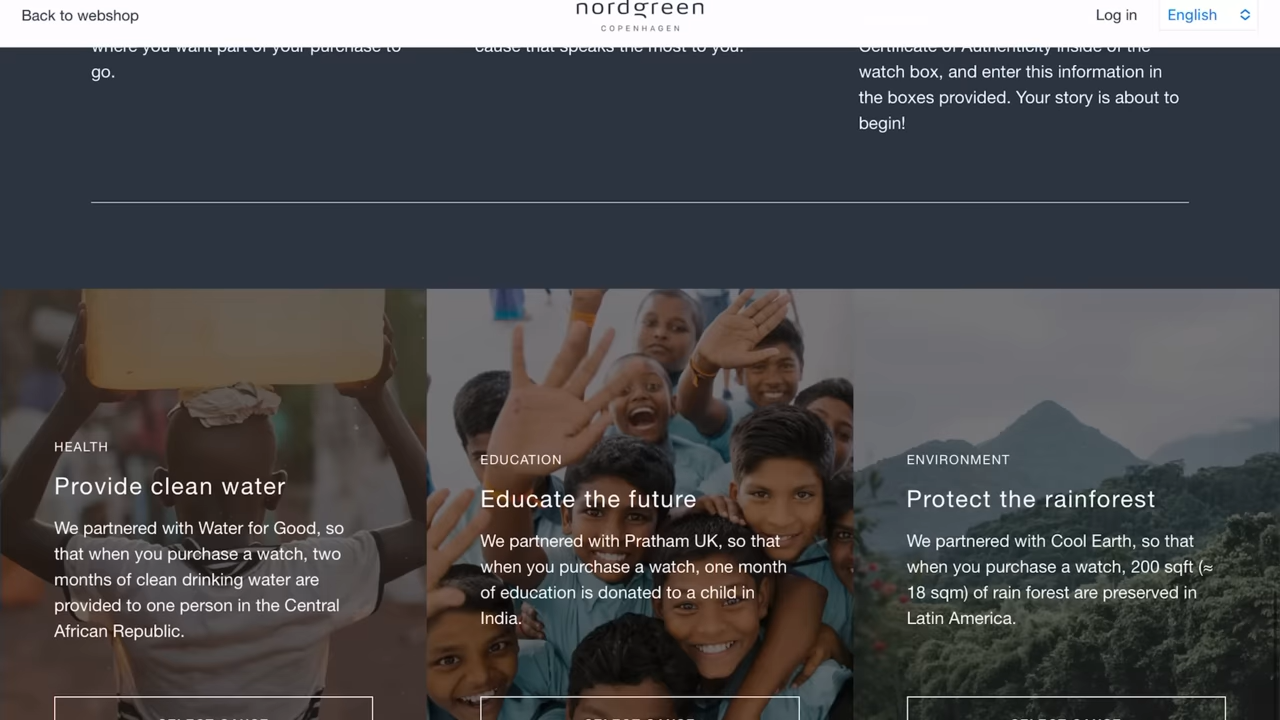 Back to webshop
nordgreen
COPENHAGEN
Log in
English
where you want part of your purchase to
go.
cause that speaks the most to you.
Certificate of Authenticity inside of the
watch box, and enter this information in
the boxes provided. Your story is about to
begin!
HEALTH
Provide clean water
We partnered with Water for Good, so
that when you purchase a watch, two
months of clean drinking water are
provided to one person in the Central
African Republic.
EDUCATION
Educate the future
We partnered with Pratham UK, so that
when you purchase a watch, one month
of education is donated to a child in
India.
ENVIRONMENT
Protect the rainforest
We partnered with Cool Earth, so that
when you purchase a watch, 200 sqft (≈
18 sqm) of rain forest are preserved in
Latin America.